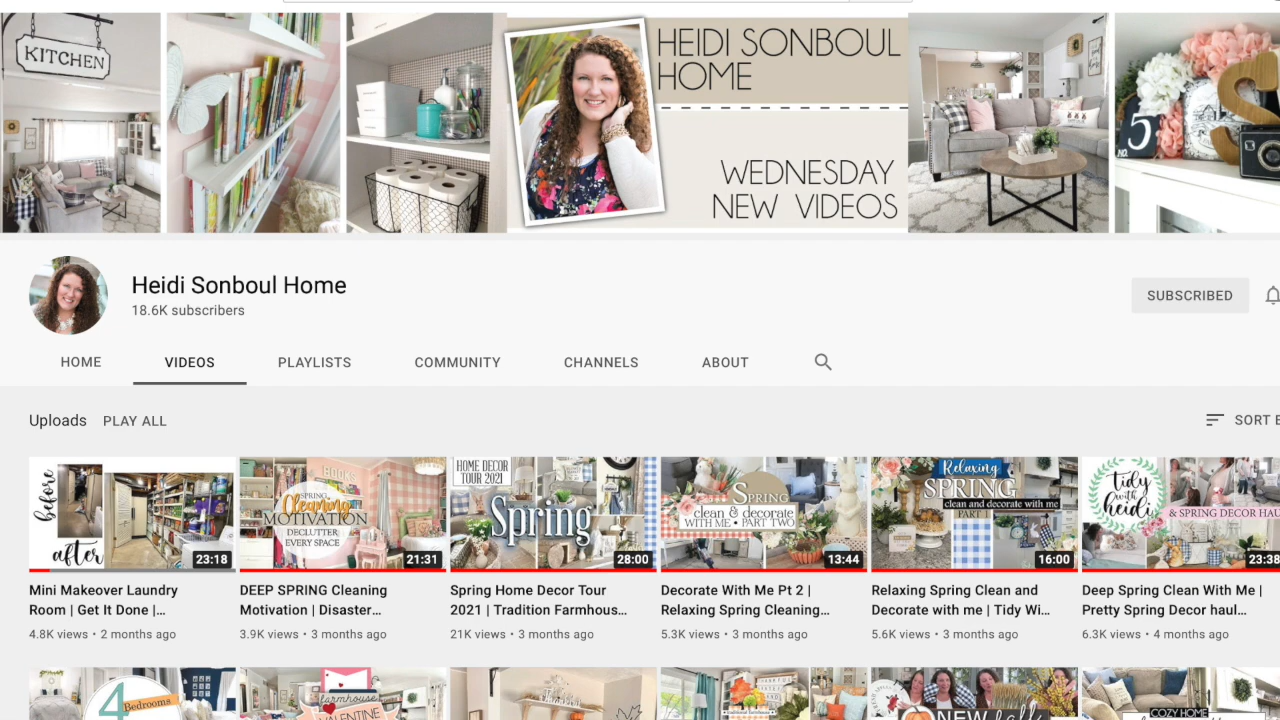 KITCHEN
HEIDI SONBOUL
HOME
WEDNESDAY
NEW VIDEOS
NO. 5
S
Heidi Sonboul Home
18.6K subscribers
SUBSCRIBED
HOME VIDEOS PLAYLISTS COMMUNITY CHANNELS ABOUT
Uploads PLAY ALL
SORT
before
after
23:18
BOOKS
SPRING
Cleaning
MOTIVATION
DECLUTTER
EVERY SPACE
21:31
HOME DECOR
TOUR 2021
Spring
28:00
SPRING
clean & decorate
WITH ME • PART TWO
13:44
Relaxing
SPRING
clean and decorate with me
PART 1
16:00
tidy
with
heidi
& SPRING DECOR HAU
23:38
Mini Makeover Laundry
Room | Get It Done |...
4.8K views • 2 months ago
DEEP SPRING Cleaning
Motivation | Disaster...
3.9K views • 3 months ago
Spring Home Decor Tour
2021 | Tradition Farmhous...
21K views • 3 months ago
Decorate With Me Pt 2 |
Relaxing Spring Cleaning...
5.3K views • 3 months ago
Relaxing Spring Clean and
Decorate with me | Tidy Wi...
5.6K views • 3 months ago
Deep Spring Clean With Me |
Pretty Spring Decor haul...
6.3K views • 4 months ago
4
Bedrooms
farmhouse
VALENTINE
NEW fall
COZY HOME